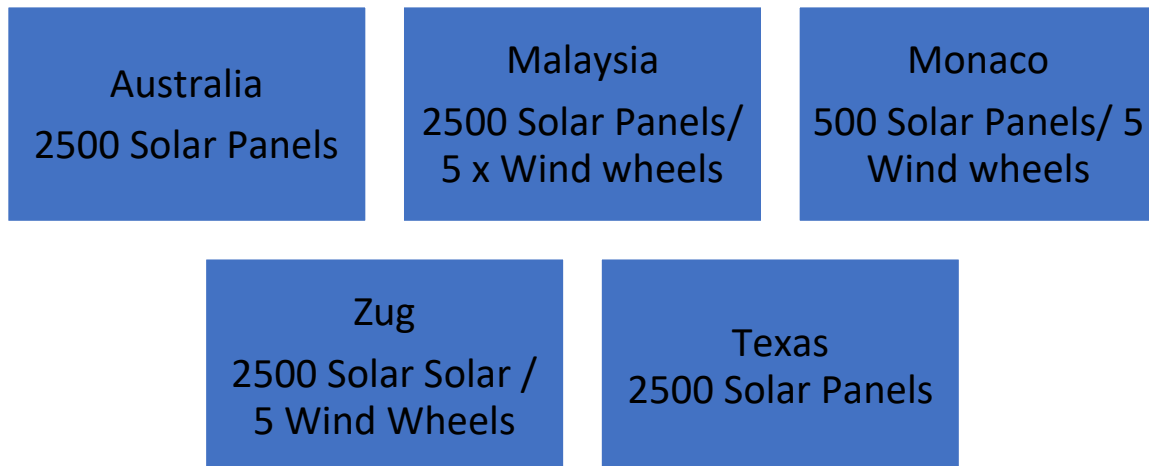 Australia
2500 Solar Panels
Malaysia
2500 Solar Panels/
5 x Wind wheels
Monaco
500 Solar Panels/ 5
Wind wheels
Zug
2500 Solar Solar /
5 Wind Wheels
Texas
2500 Solar Panels